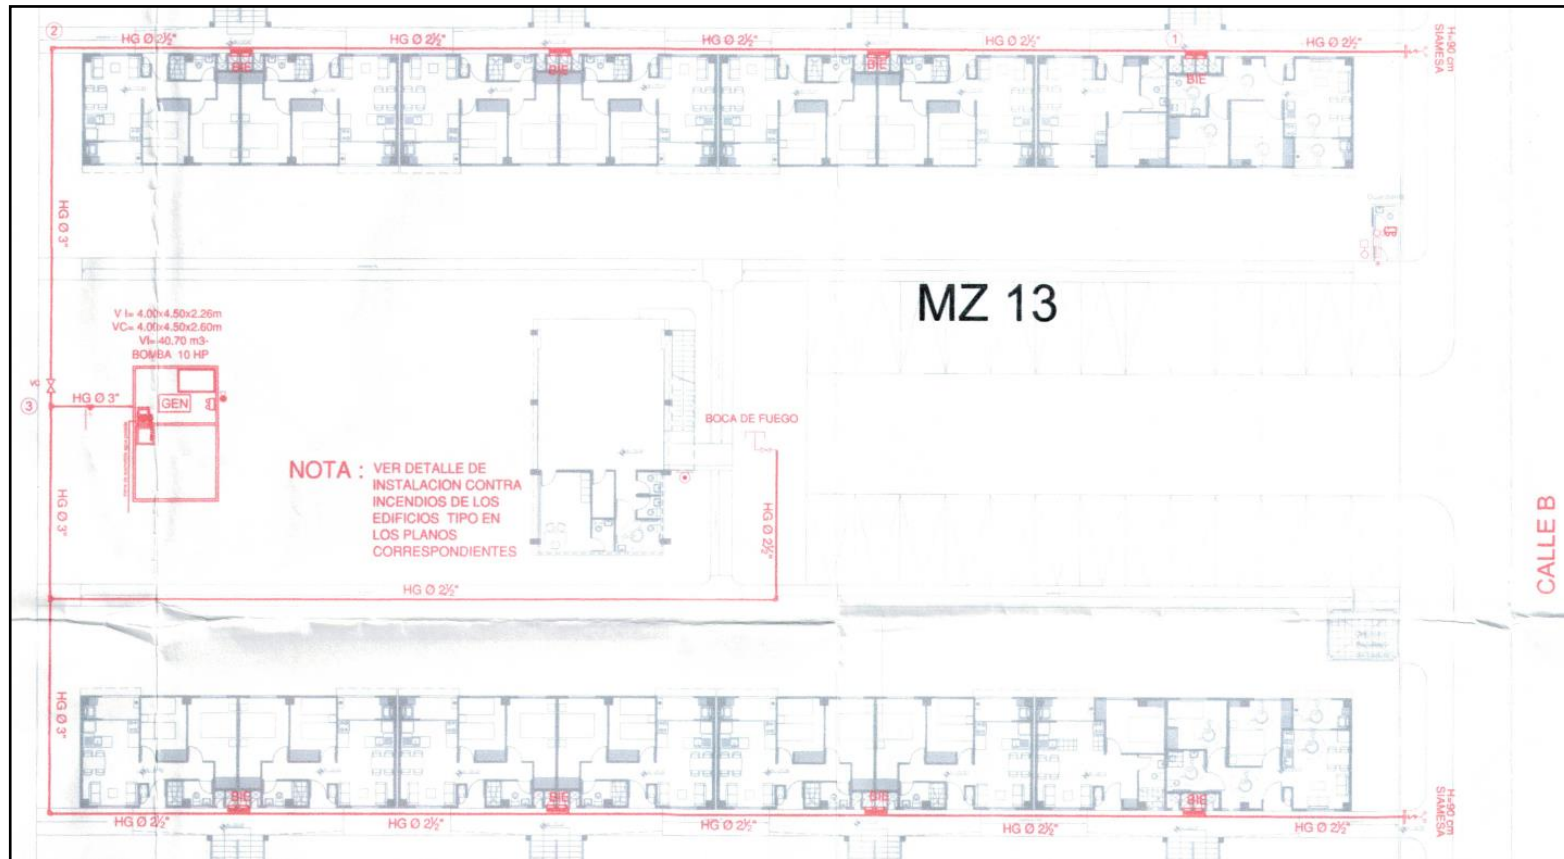 2
HG Ø 2½"
HG Ø 2½"
HG Ø 2½"
HG Ø 2½"
1
HG Ø 2½"
H=90 cm
SIAMESA
BIE
BIE
BIE
BIE
HG Ø 3"
MZ 13
V I= 4.00x4.50x2.26m
VC= 4.00x4.50x2.60m
VI=40.70 m3-
BOMBA 10 HP
VC
3
HG Ø 3"
GEN
BOCA DE FUEGO
NOTA : VER DETALLE DE
INSTALACION CONTRA
INCENDIOS DE LOS
EDIFICIOS TIPO EN
LOS PLANOS
CORRESPONDIENTES
HG Ø 3"
HG Ø 2½"
CALLE B
HG Ø 2½"
HG Ø 3"
BIE
BIE
BIE
BIE
HG Ø 2½"
HG Ø 2½"
HG Ø 2½"
HG Ø 2½"
HG Ø 2½"
H=90 cm
SIAMESA